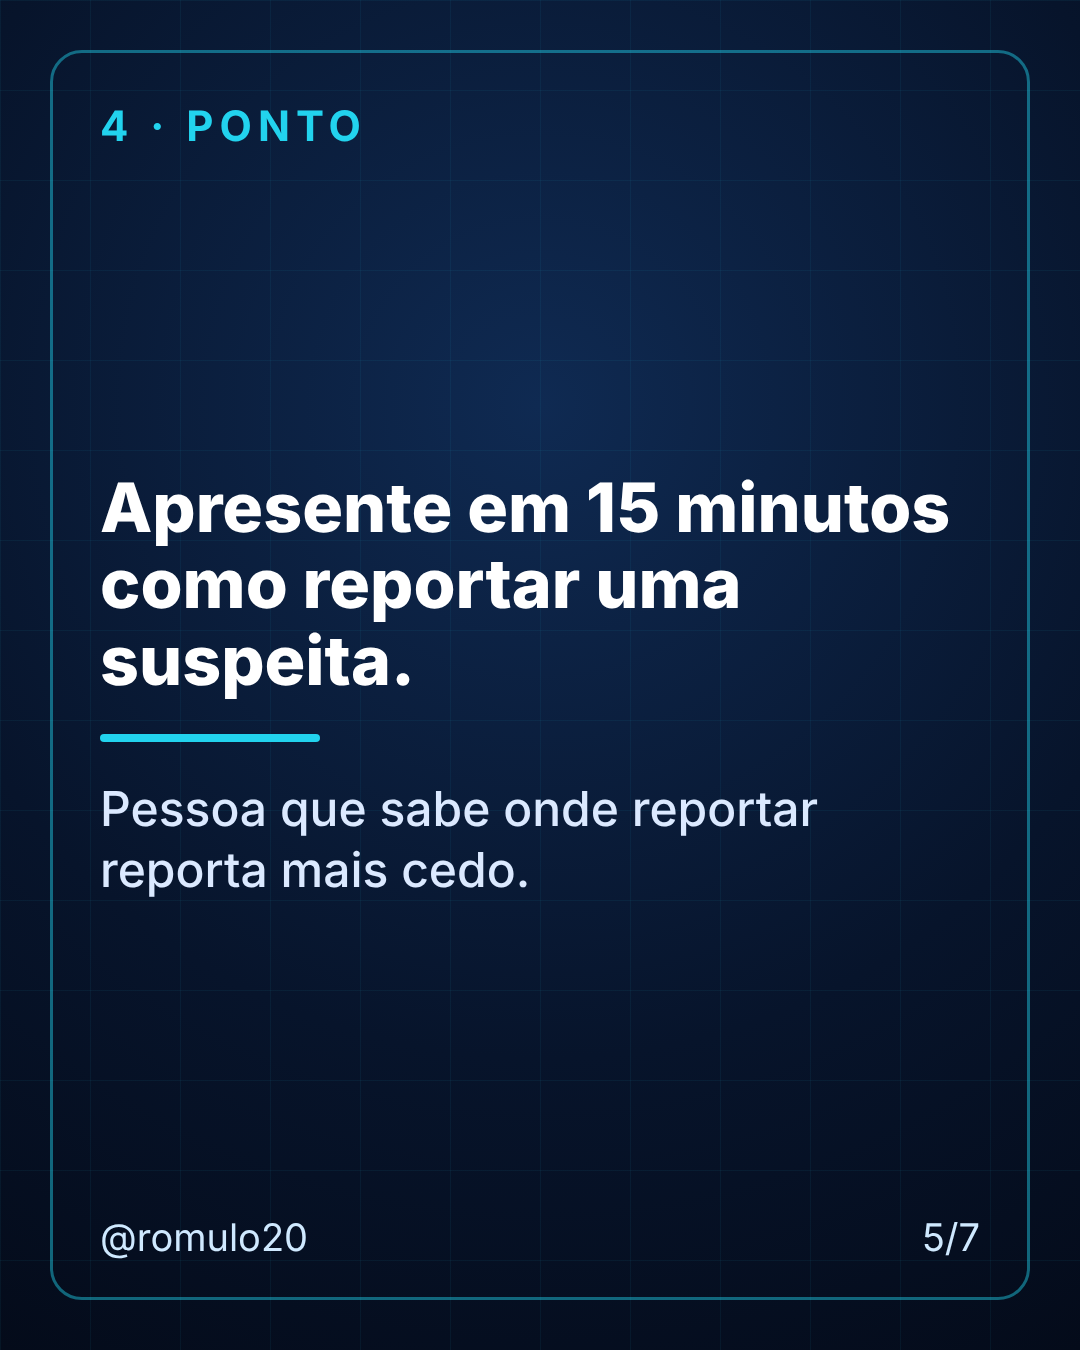 4 · PONTO
Apresente em 15 minutos
como reportar uma
suspeita.
Pessoa que sabe onde reportar
reporta mais cedo.
@romulo20
5/7